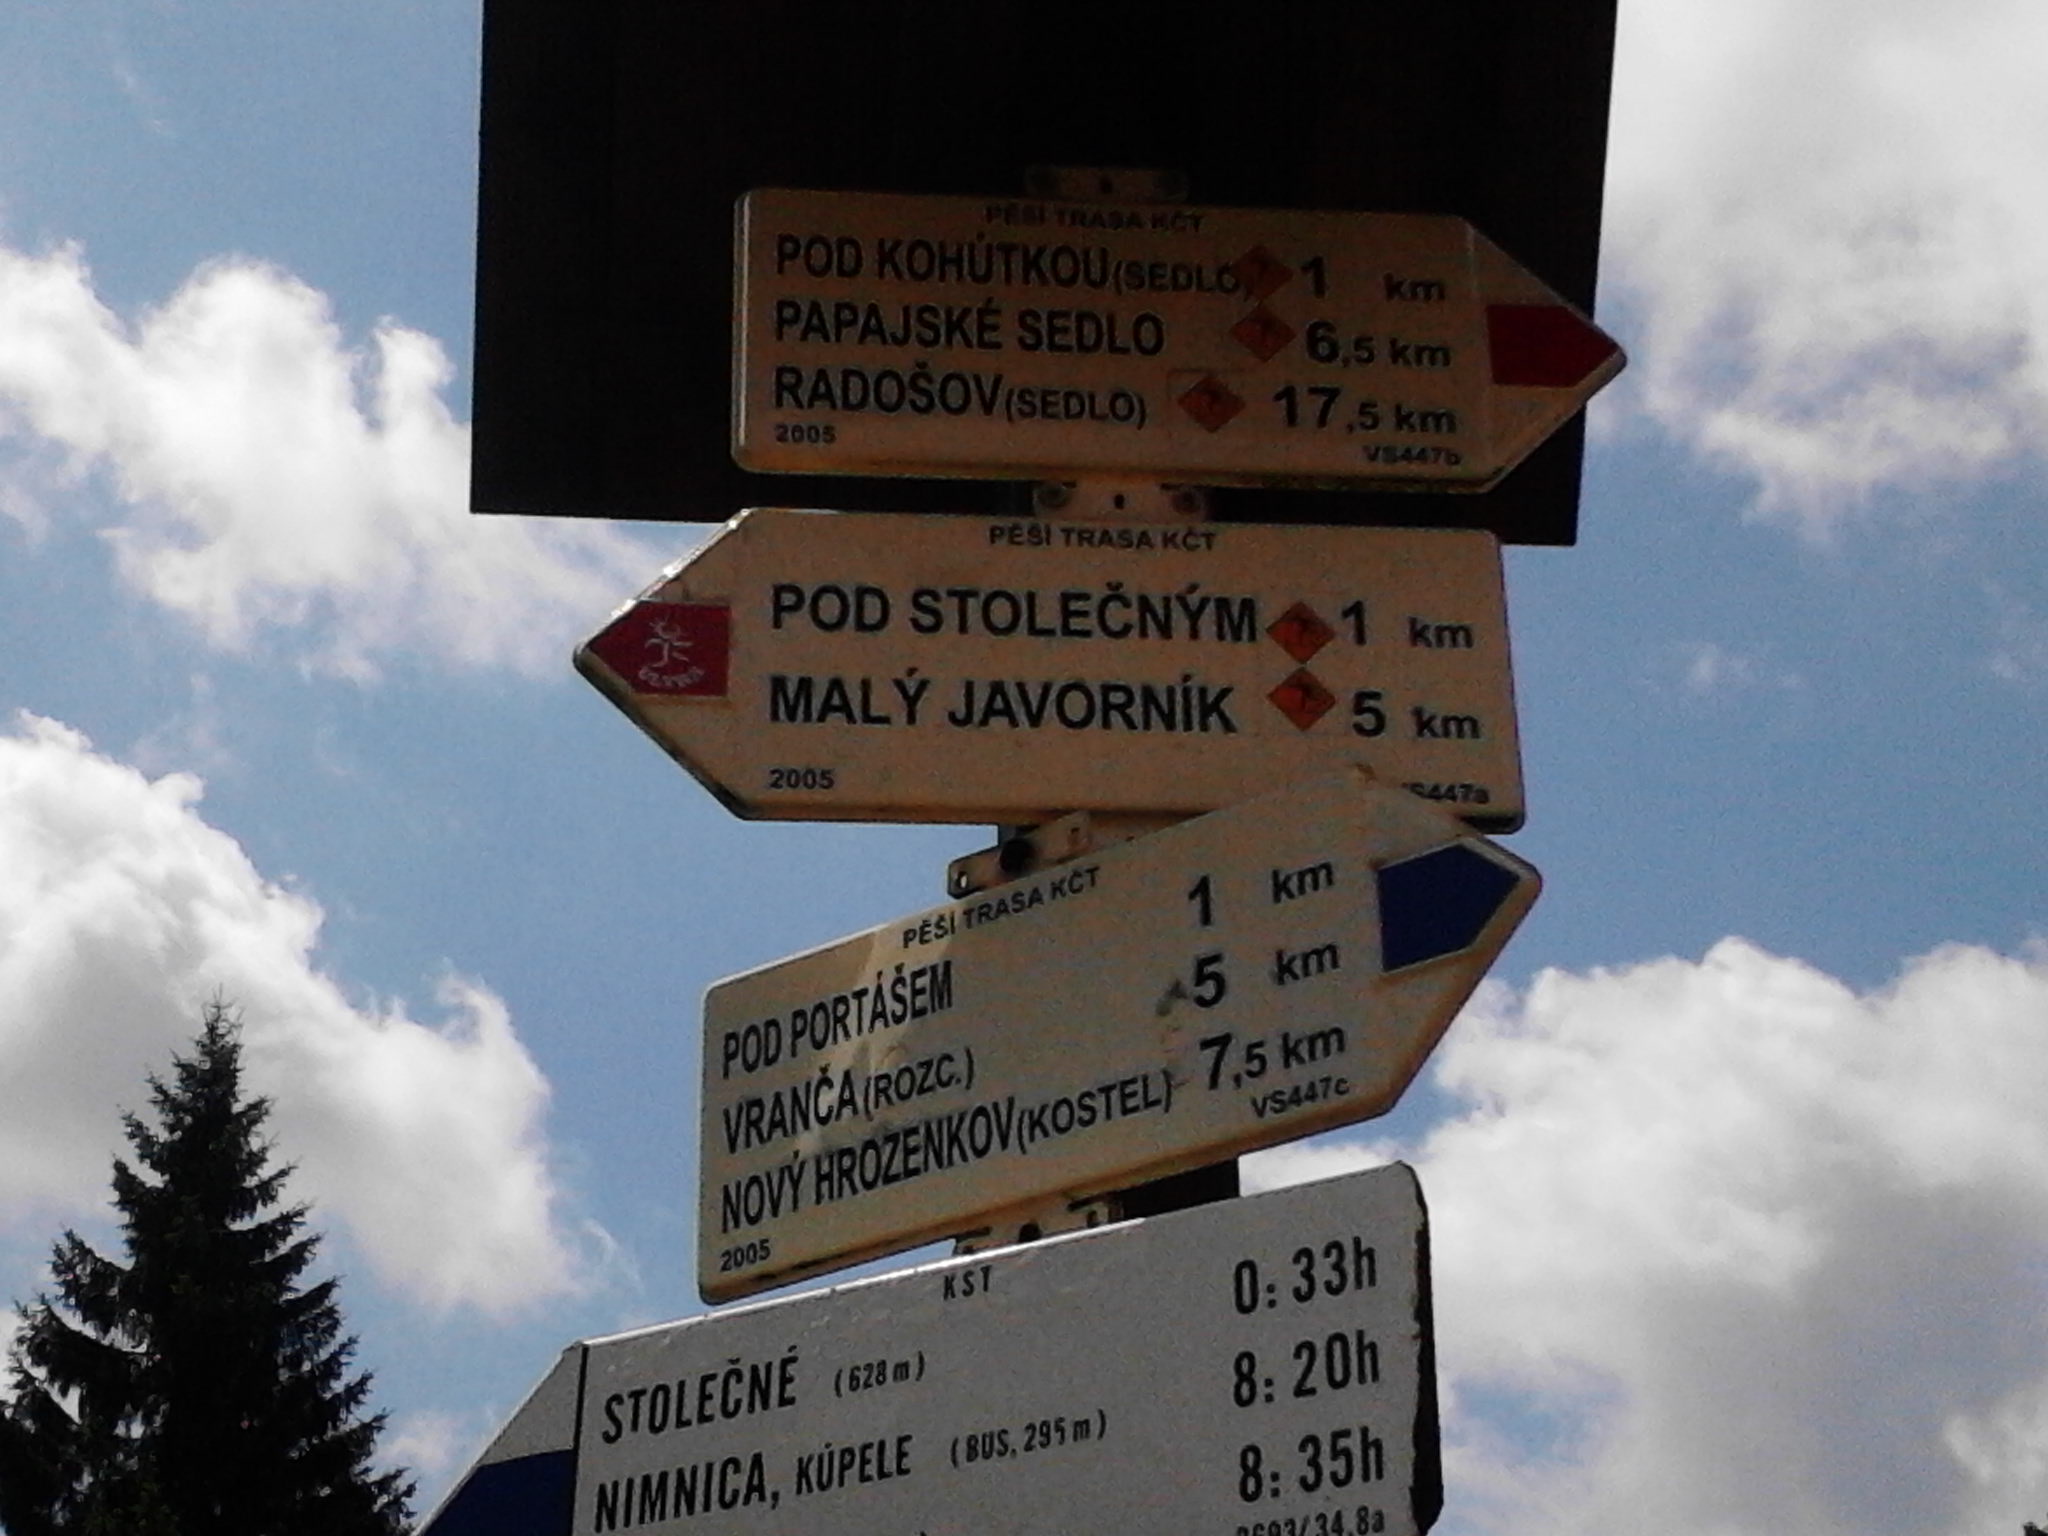 PĚŠÍ TRASA KČT
POD KOHÚTKOU (SEDLO) 1 km
PAPAJSKÉ SEDLO 6,5 km
RADOŠOV (SEDLO) 17,5 km
2005 VS447b
PĚŠÍ TRASA KČT
POD STOLEČNÝM 1 km
MALÝ JAVORNÍK 5 km
2005 VS447a
PĚŠÍ TRASA KČT
POD PORTÁŠEM 1 km
VRANČA (ROZC.) 5 km
NOVÝ HROZENKOV (KOSTEL) 7,5 km
2005 VS447c
KST
STOLEČNÉ (628 m) 0:33h
NIMNICA, KÚPELE (BUS, 295 m) 8:20h
8:35h